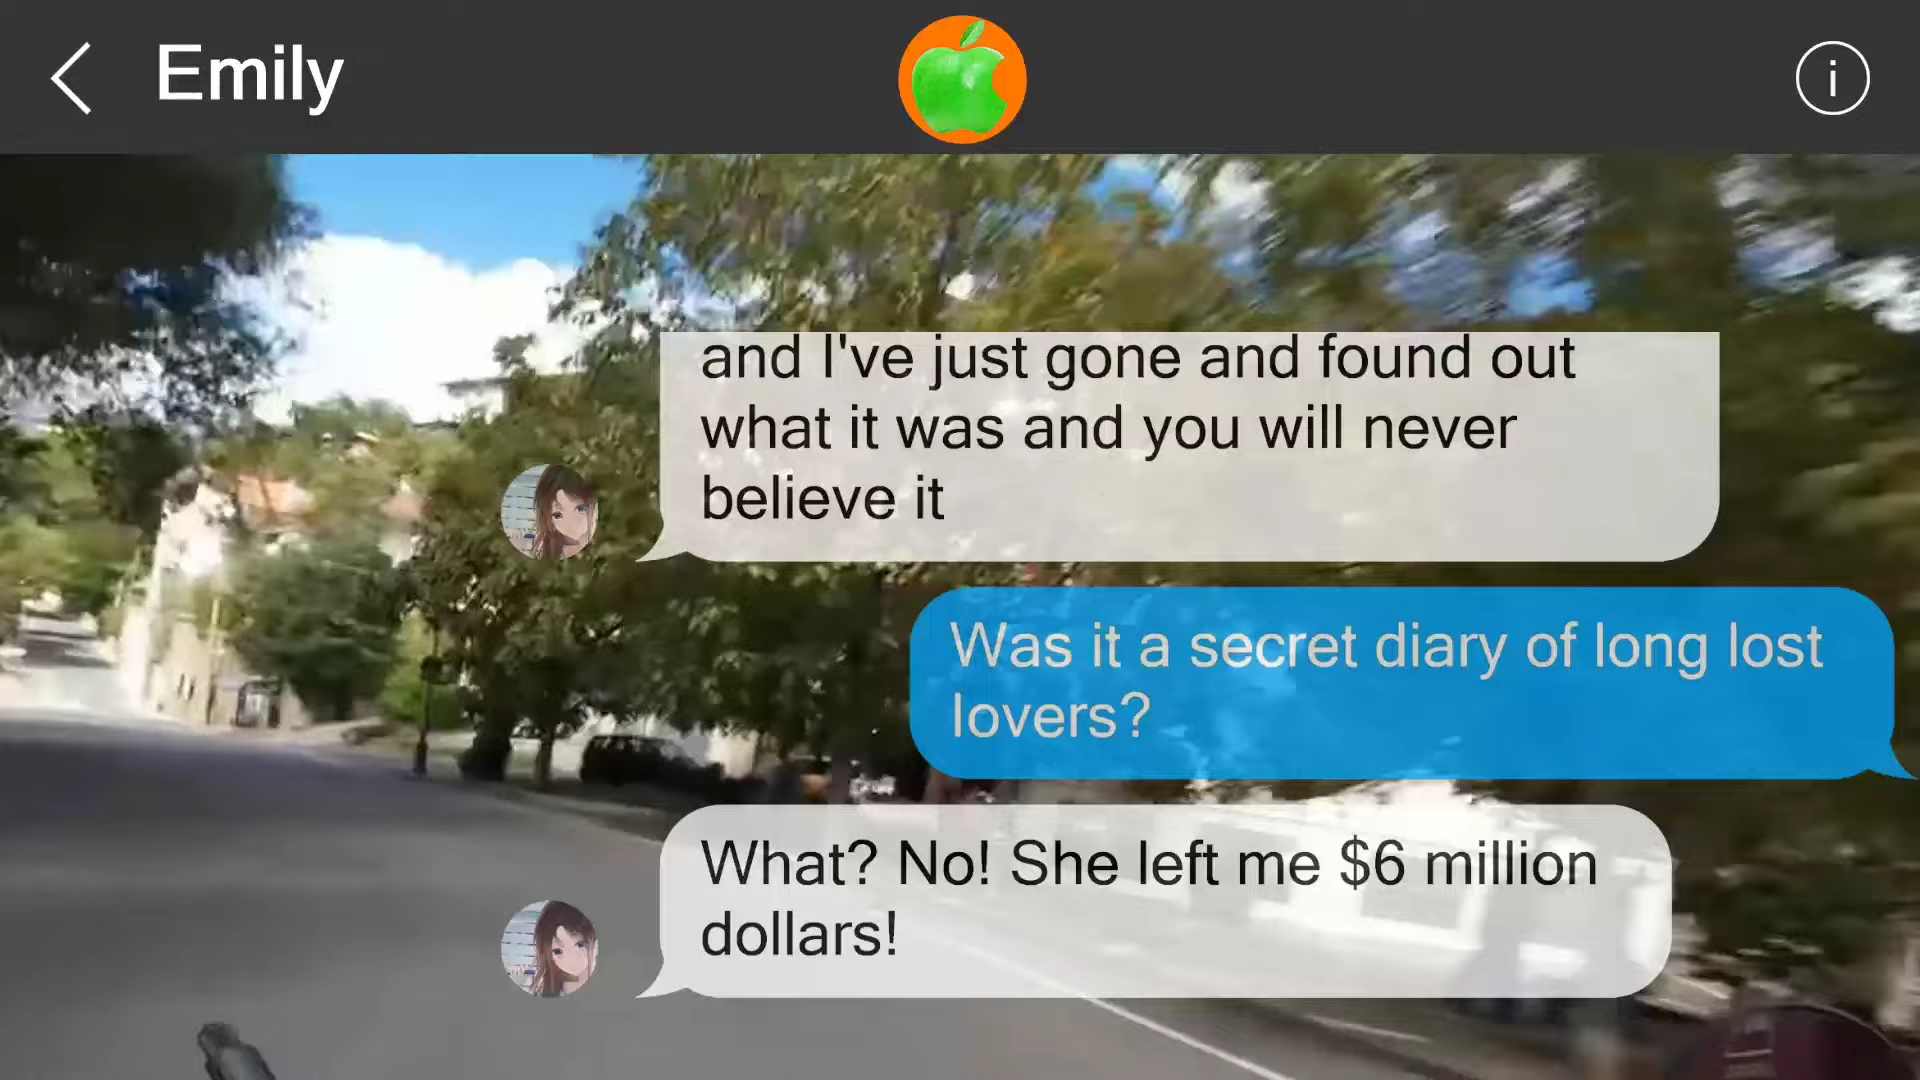 Emily
and I've just gone and found out
what it was and you will never
believe it
Was it a secret diary of long lost
lovers?
What? No! She left me $6 million
dollars!